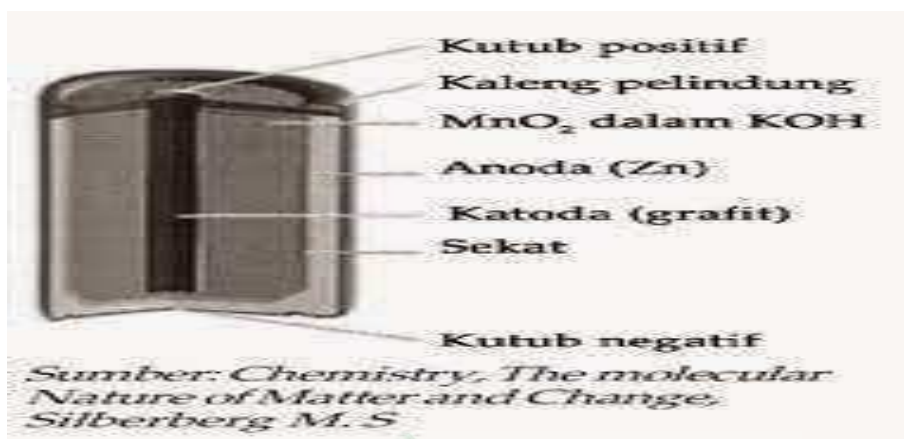 Kutub positif
Kaleng pelindung
MnO₂ dalam KOH
Anoda (Zn)
Katoda (grafit)
Sekat
Kutub negatif
Sumber: Chemistry, The molecular
Nature of Matter and Change,
Silberberg M. S